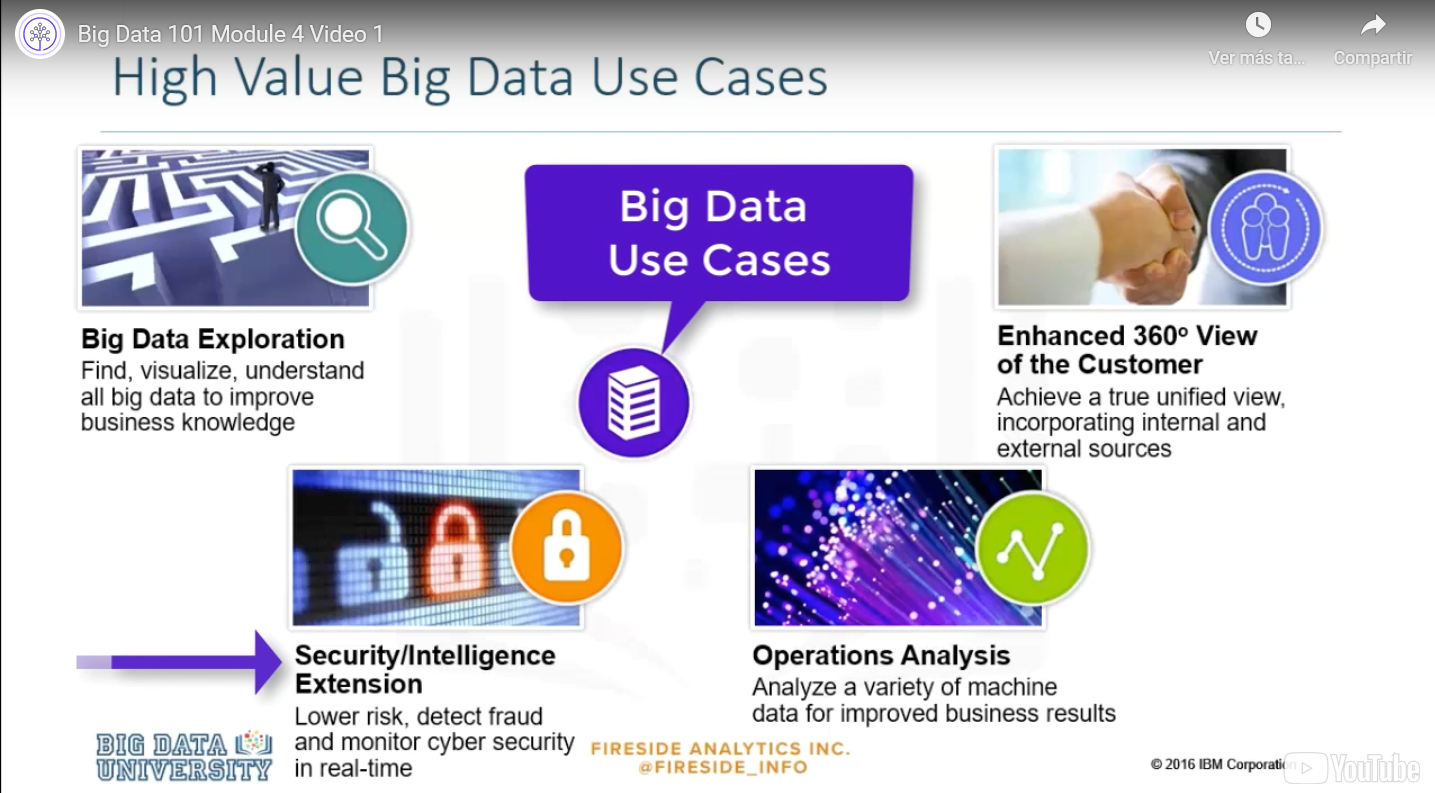 Big Data 101 Module 4 Video 1
Ver más ta...
Compartir
High Value Big Data Use Cases
Big Data
Use Cases
Big Data Exploration
Find, visualize, understand
all big data to improve
business knowledge
Enhanced 360º View
of the Customer
Achieve a true unified view,
incorporating internal and
external sources
Security/Intelligence
Extension
Lower risk, detect fraud
and monitor cyber security
in real-time
Operations Analysis
Analyze a variety of machine
data for improved business results
BIG DATA
UNIVERSITY
FIRESIDE ANALYTICS INC.
@FIRESIDE_INFO
© 2016 IBM Corporation
YouTube